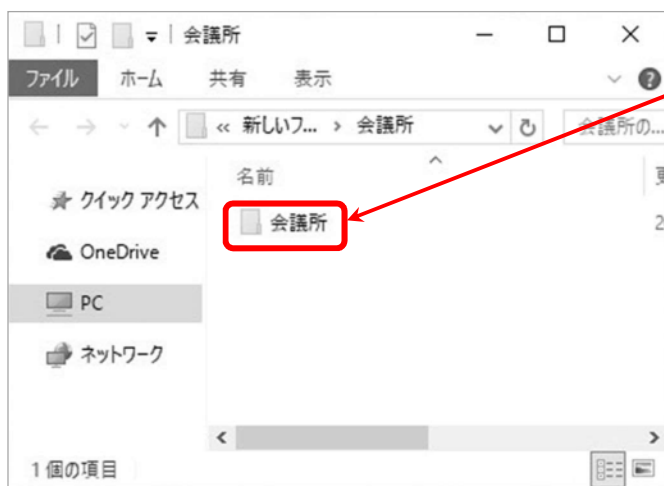 会議所
ファイル ホーム 共有 表示
« 新しいフ... › 会議所 会議所の...
名前
クイック アクセス
会議所
OneDrive
PC
ネットワーク
1 個の項目